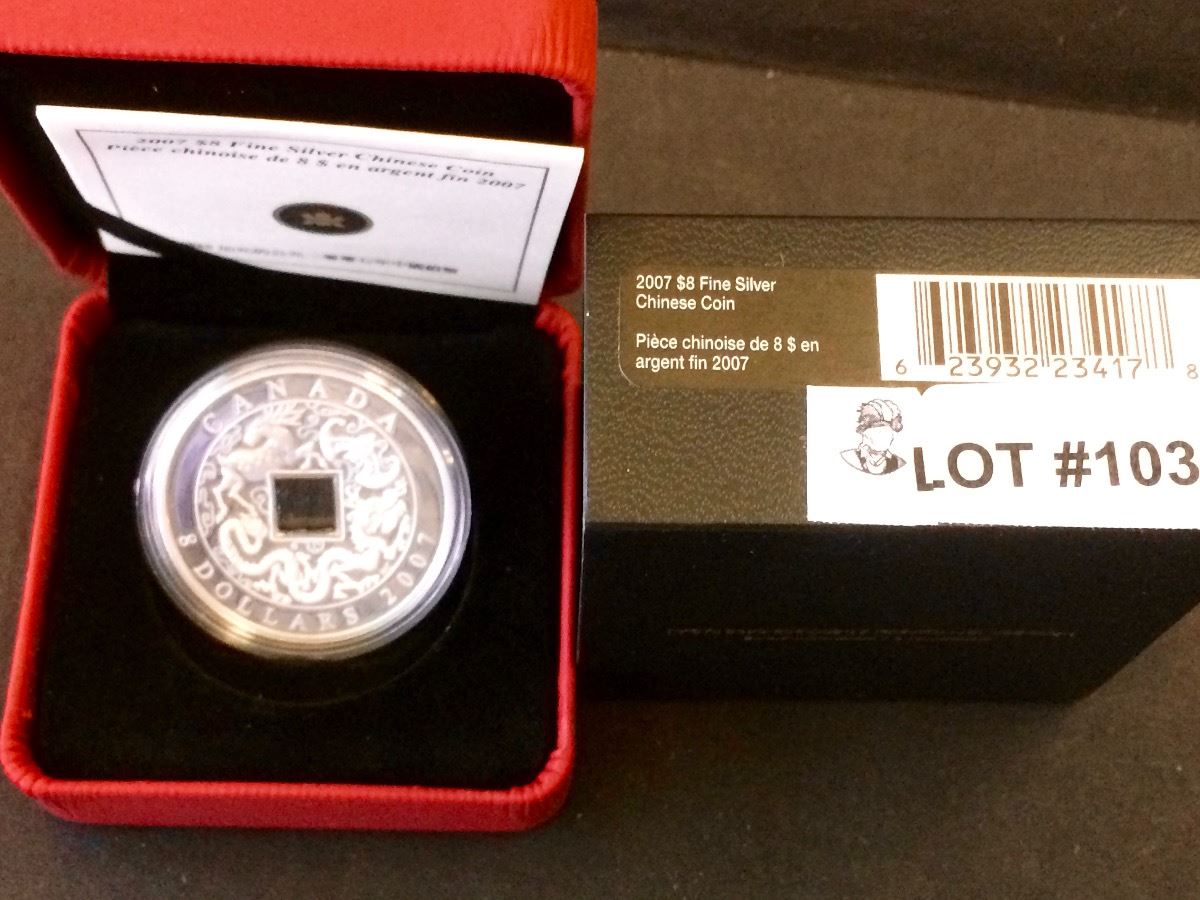 2007 $8 Fine Silver Chinese Coin
Pièce chinoise de 8 $ en argent fin 2007
CANADA
8 DOLLARS 2007
2007 $8 Fine Silver
Chinese Coin
Pièce chinoise de 8 $ en
argent fin 2007
6 23932 23417 8
LOT #103